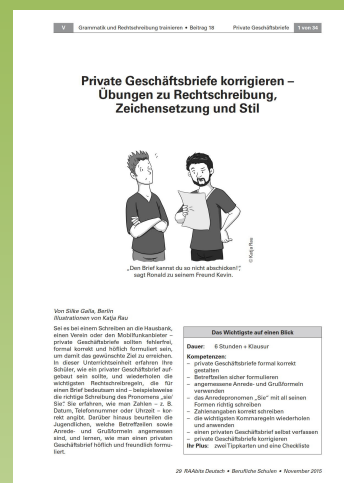 V Grammatik und Rechtschreibung trainieren • Beitrag 18 Private Geschäftsbriefe 1 von 34
Private Geschäftsbriefe korrigieren –
Übungen zu Rechtschreibung,
Zeichensetzung und Stil
© Katja Rau
„Den Brief kannst du so nicht abschicken!“,
sagt Ronald zu seinem Freund Kevin.
Von Silke Galla, Berlin
Illustrationen von Katja Rau
Sei es bei einem Schreiben an die Hausbank,
einen Verein oder den Mobilfunkanbieter –
private Geschäftsbriefe sollten fehlerfrei,
formal korrekt und höflich formuliert sein,
um damit das gewünschte Ziel zu erreichen.
In dieser Unterrichtseinheit erfahren Ihre
Schüler, wie ein privater Geschäftsbrief auf-
gebaut sein sollte, und wiederholen die
wichtigsten Rechtschreibregeln, die für
einen Brief bedeutsam sind – beispielsweise
die richtige Schreibung des Pronomens „sie/
Sie“. Sie erfahren, wie man Zahlen – z. B.
Datum, Telefonnummer oder Uhrzeit – kor-
rekt angibt. Darüber hinaus üben die
Jugendlichen, welche Betreffzeilen sowie
Anrede- und Grußformeln angemessen
sind, und lernen, wie man einen privaten
Geschäftsbrief höflich und freundlich formu-
liert.
Das Wichtigste auf einen Blick
Dauer: 6 Stunden + Klausur
Kompetenzen:
– private Geschäftsbriefe formal korrekt
gestalten
– Betreffzeilen sicher formulieren
– angemessene Anrede- und Grußformeln
verwenden
– das Anredepronomen „Sie“ mit all seinen
Formen richtig schreiben
– Zahlenangaben korrekt schreiben
– die wichtigsten Kommaregeln wiederholen
und anwenden
– einen privaten Geschäftsbrief selbst verfassen
– private Geschäftsbriefe korrigieren
Ihr Plus: zwei Tippkarten und eine Checkliste
29 RAAbits Deutsch • Berufliche Schulen • November 2015